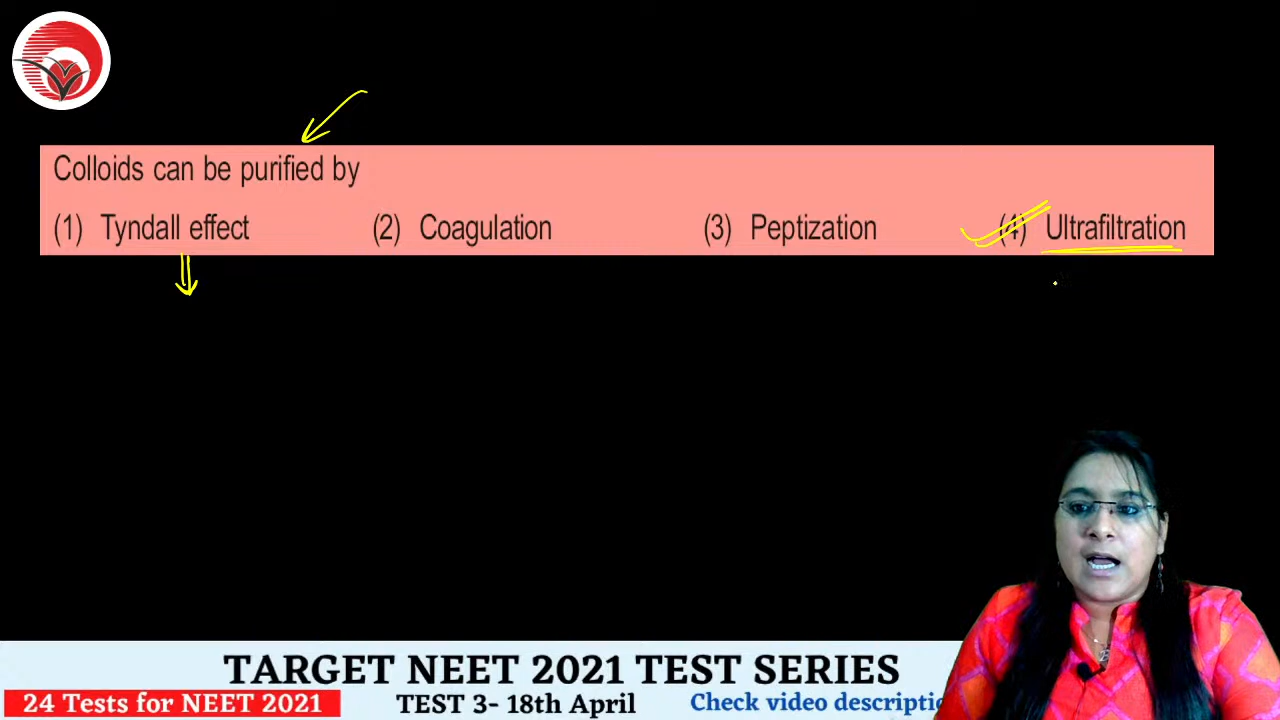 Colloids can be purified by
(1) Tyndall effect (2) Coagulation (3) Peptization (4) Ultrafiltration
TARGET NEET 2021 TEST SERIES
24 Tests for NEET 2021 TEST 3- 18th April Check video descriptio